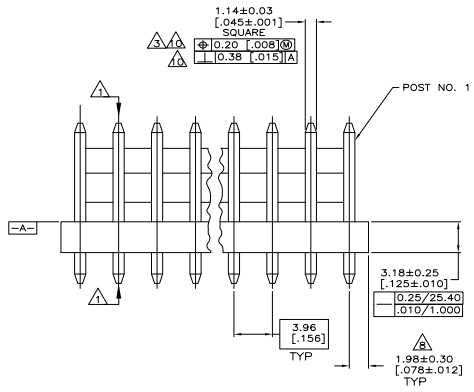 1.14±0.03
[.045±.001]
SQUARE
3 10 ⌖ 0.20 [.008] Ⓜ
10 ⊥ 0.38 [.015] A
POST NO. 1
1
-A-
1
3.18±0.25
[.125±.010]
— 0.25/25.40
.010/1.000
3.96
[.156]
TYP
8
1.98±0.30
[.078±.012]
TYP